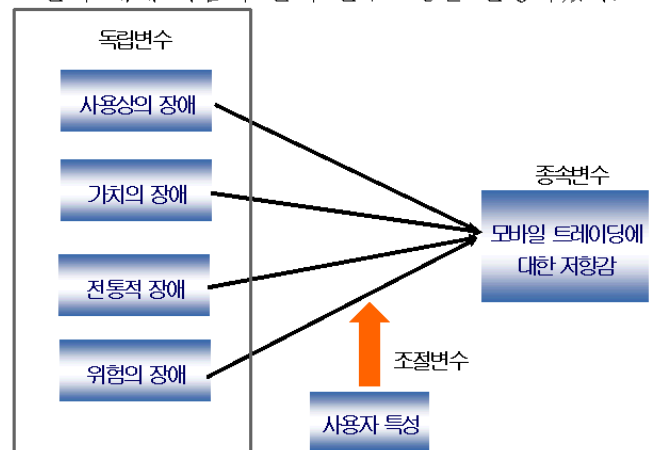 독립변수
사용상의 장애
가치의 장애
전통적 장애
위험의 장애
종속변수
모바일 트레이딩에
대한 저항감
조절변수
사용자 특성